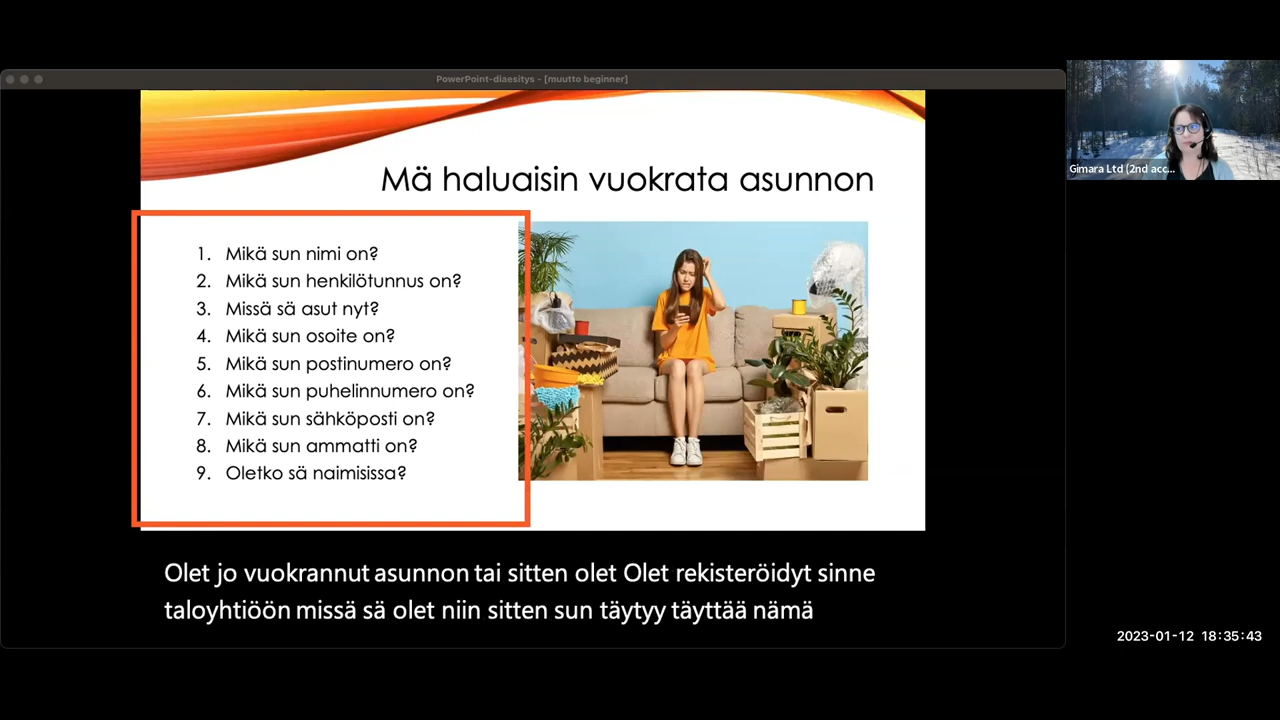 PowerPoint-diaesitys - [muutto beginner]
Gimara Ltd (2nd acc...
Mä haluaisin vuokrata asunnon
1. Mikä sun nimi on?
2. Mikä sun henkilötunnus on?
3. Missä sä asut nyt?
4. Mikä sun osoite on?
5. Mikä sun postinumero on?
6. Mikä sun puhelinnumero on?
7. Mikä sun sähköposti on?
8. Mikä sun ammatti on?
9. Oletko sä naimisissa?
Olet jo vuokrannut asunnon tai sitten olet Olet rekisteröidyt sinne
taloyhtiöön missä sä olet niin sitten sun täytyy täyttää nämä
2023-01-12 18:35:43